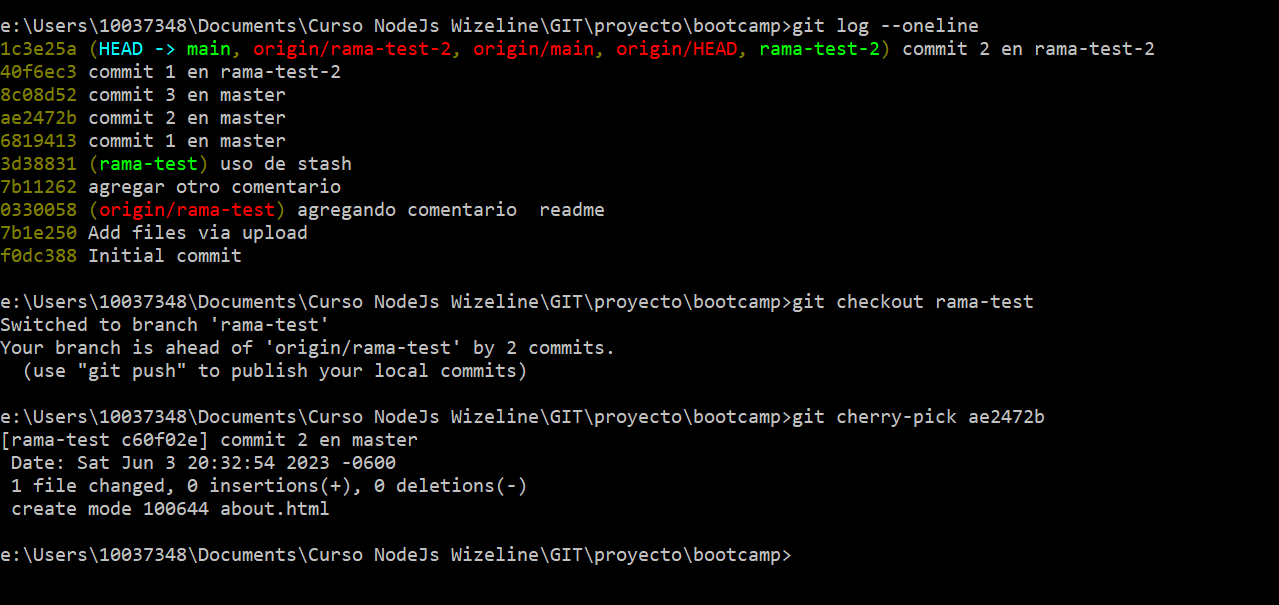 e:\Users\10037348\Documents\Curso NodeJs Wizeline\GIT\proyecto\bootcamp>git log --oneline
1c3e25a (HEAD -> main, origin/rama-test-2, origin/main, origin/HEAD, rama-test-2) commit 2 en rama-test-2
40f6ec3 commit 1 en rama-test-2
8c08d52 commit 3 en master
ae2472b commit 2 en master
6819413 commit 1 en master
3d38831 (rama-test) uso de stash
7b11262 agregar otro comentario
0330058 (origin/rama-test) agregando comentario  readme
7b1e250 Add files via upload
f0dc388 Initial commit
e:\Users\10037348\Documents\Curso NodeJs Wizeline\GIT\proyecto\bootcamp>git checkout rama-test
Switched to branch 'rama-test'
Your branch is ahead of 'origin/rama-test' by 2 commits.
  (use "git push" to publish your local commits)
e:\Users\10037348\Documents\Curso NodeJs Wizeline\GIT\proyecto\bootcamp>git cherry-pick ae2472b
[rama-test c60f02e] commit 2 en master
 Date: Sat Jun 3 20:32:54 2023 -0600
 1 file changed, 0 insertions(+), 0 deletions(-)
 create mode 100644 about.html
e:\Users\10037348\Documents\Curso NodeJs Wizeline\GIT\proyecto\bootcamp>